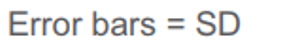 Error bars = SD